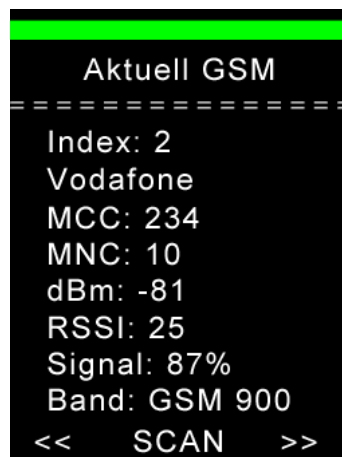 Aktuell GSM
================
Index: 2
Vodafone
MCC: 234
MNC: 10
dBm: -81
RSSI: 25
Signal: 87%
Band: GSM 900
<< SCAN >>